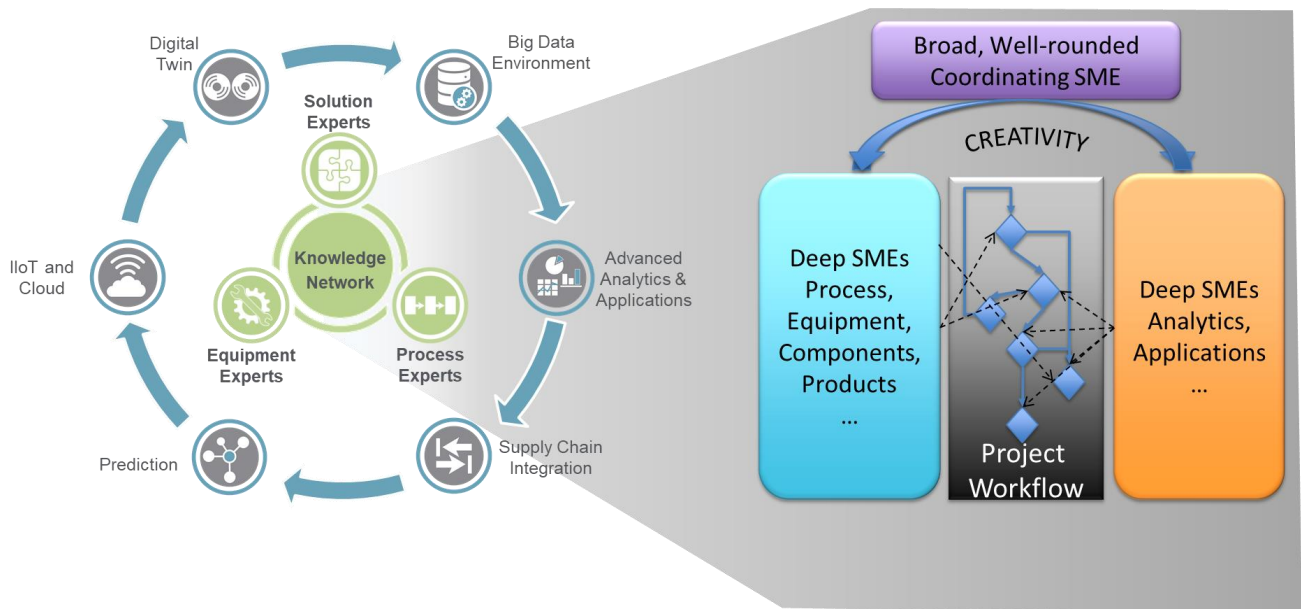 Digital
Twin
Big Data
Environment
Solution
Experts
IIoT and
Cloud
Knowledge
Network
Advanced
Analytics &
Applications
Equipment
Experts
Process
Experts
Prediction
Supply Chain
Integration
Broad, Well-rounded
Coordinating SME
CREATIVITY
Deep SMEs
Process,
Equipment,
Components,
Products
...
Project
Workflow
Deep SMEs
Analytics,
Applications
...